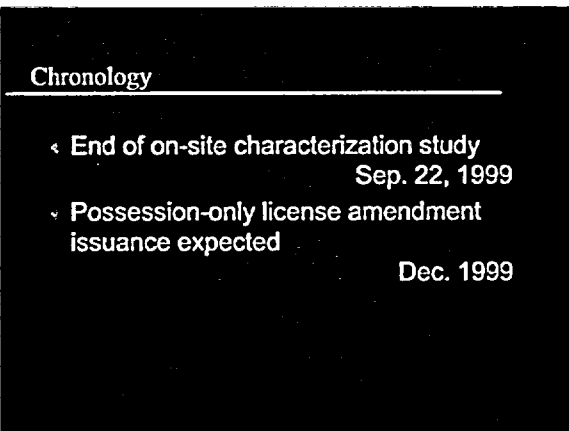 Chronology
End of on-site characterization study
Sep. 22, 1999
Possession-only license amendment
issuance expected
Dec. 1999